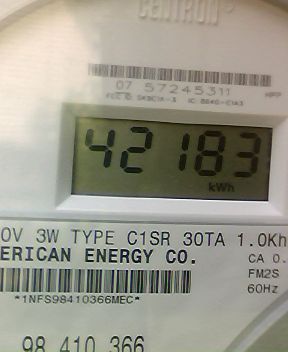 CENTRON
07 57245311
42183
kWh
0V 3W TYPE C1SR 30TA 1.0Kh
ERICAN ENERGY CO.
CA 0.
FM2S
60Hz
*1NFS98410366MEC*
98 410 366